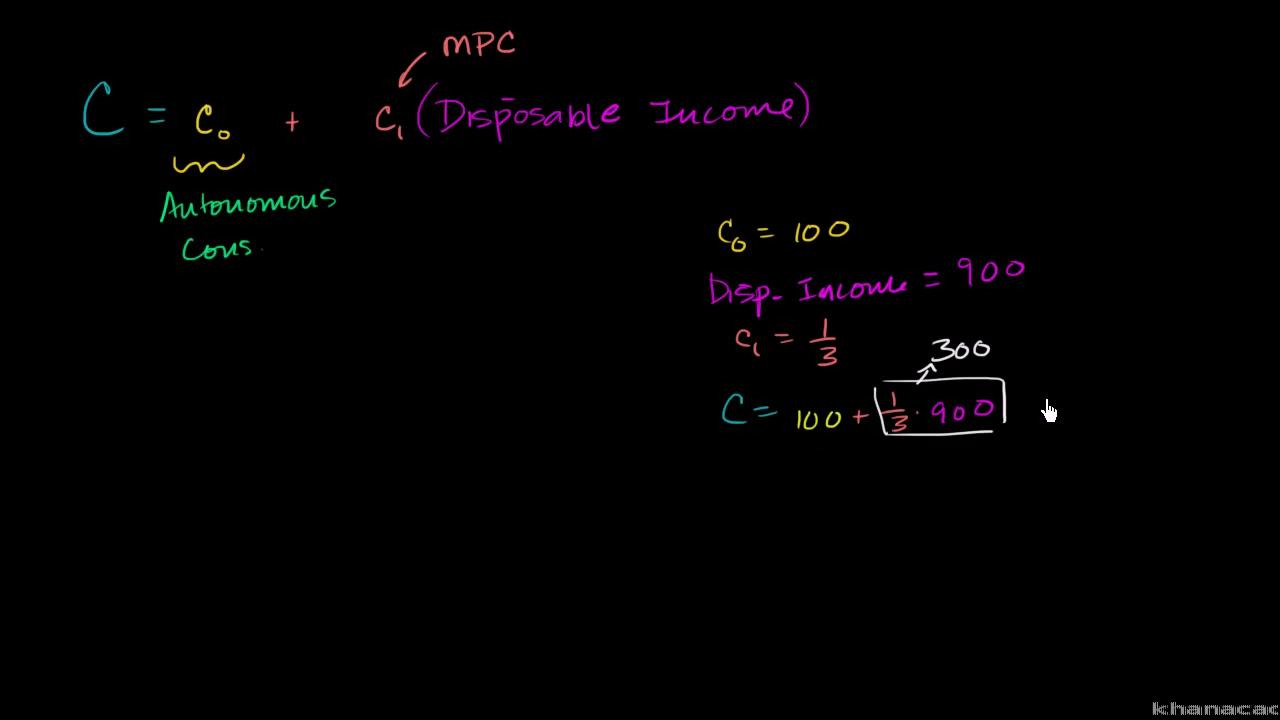 MPC
C = C₀ + C₁ (Disposable Income)
Autonomous
Cons.
C₀ = 100
Disp. Income = 900
C₁ = 1/3
300
C = 100 + 1/3 · 900
khanacad